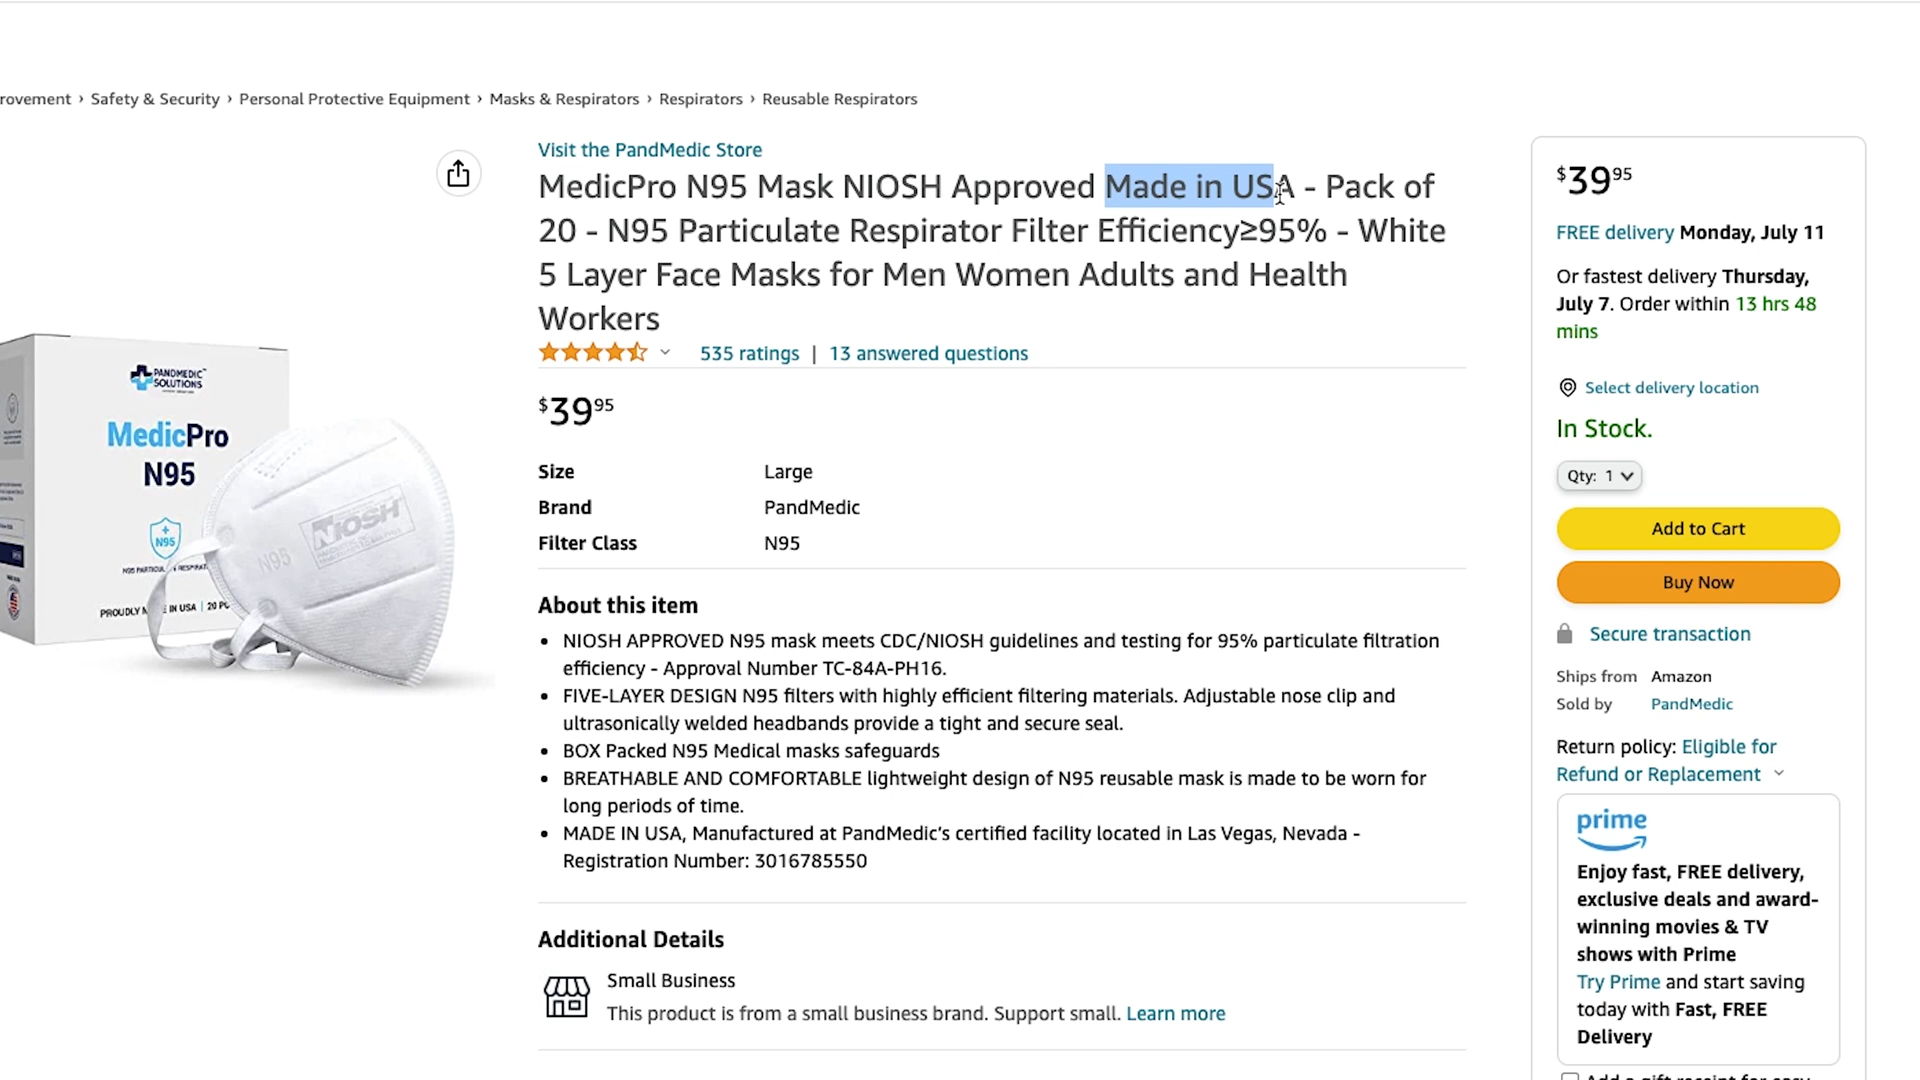 rovement › Safety & Security › Personal Protective Equipment › Masks & Respirators › Respirators › Reusable Respirators
Visit the PandMedic Store
MedicPro N95 Mask NIOSH Approved Made in USA - Pack of
20 - N95 Particulate Respirator Filter Efficiency≥95% - White
5 Layer Face Masks for Men Women Adults and Health
Workers
535 ratings | 13 answered questions
$39 95
Size Large
Brand PandMedic
Filter Class N95
About this item
• NIOSH APPROVED N95 mask meets CDC/NIOSH guidelines and testing for 95% particulate filtration
efficiency - Approval Number TC-84A-PH16.
• FIVE-LAYER DESIGN N95 filters with highly efficient filtering materials. Adjustable nose clip and
ultrasonically welded headbands provide a tight and secure seal.
• BOX Packed N95 Medical masks safeguards
• BREATHABLE AND COMFORTABLE lightweight design of N95 reusable mask is made to be worn for
long periods of time.
• MADE IN USA, Manufactured at PandMedic’s certified facility located in Las Vegas, Nevada -
Registration Number: 3016785550
Additional Details
Small Business
This product is from a small business brand. Support small. Learn more
PANDMEDIC™
SOLUTIONS
MedicPro
N95
N95
PROUDLY M IN USA | 20
NIOSH
N95
$39 95
FREE delivery Monday, July 11
Or fastest delivery Thursday,
July 7. Order within 13 hrs 48
mins
Select delivery location
In Stock.
Qty: 1
Add to Cart
Buy Now
Secure transaction
Ships from Amazon
Sold by PandMedic
Return policy: Eligible for
Refund or Replacement
prime
Enjoy fast, FREE delivery,
exclusive deals and award-
winning movies & TV
shows with Prime
Try Prime and start saving
today with Fast, FREE
Delivery